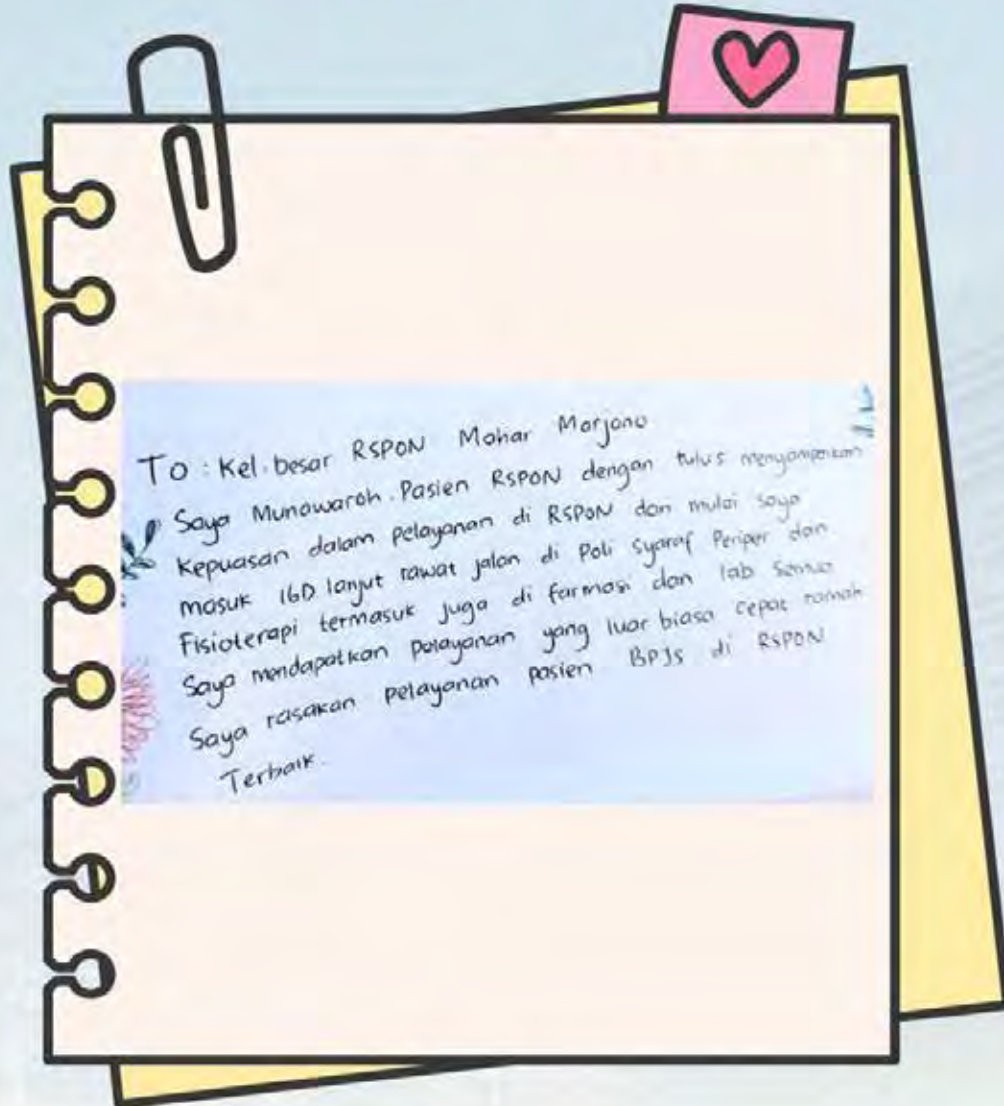 To : Kel. besar RSPON Mahar Marjono
Saya Munawaroh. Pasien RSPON dengan tulus menyampaikan
Kepuasan dalam pelayanan di RSPON dan mulai saya
masuk IGD lanjut rawat jalan di Poli Syaraf Periper dan
Fisioterapi termasuk juga di farmasi dan lab semua
Saya mendapatkan pelayanan yang luar biasa cepat ramah
Saya rasakan pelayanan pasien BPJS di RSPON
Terbaik.